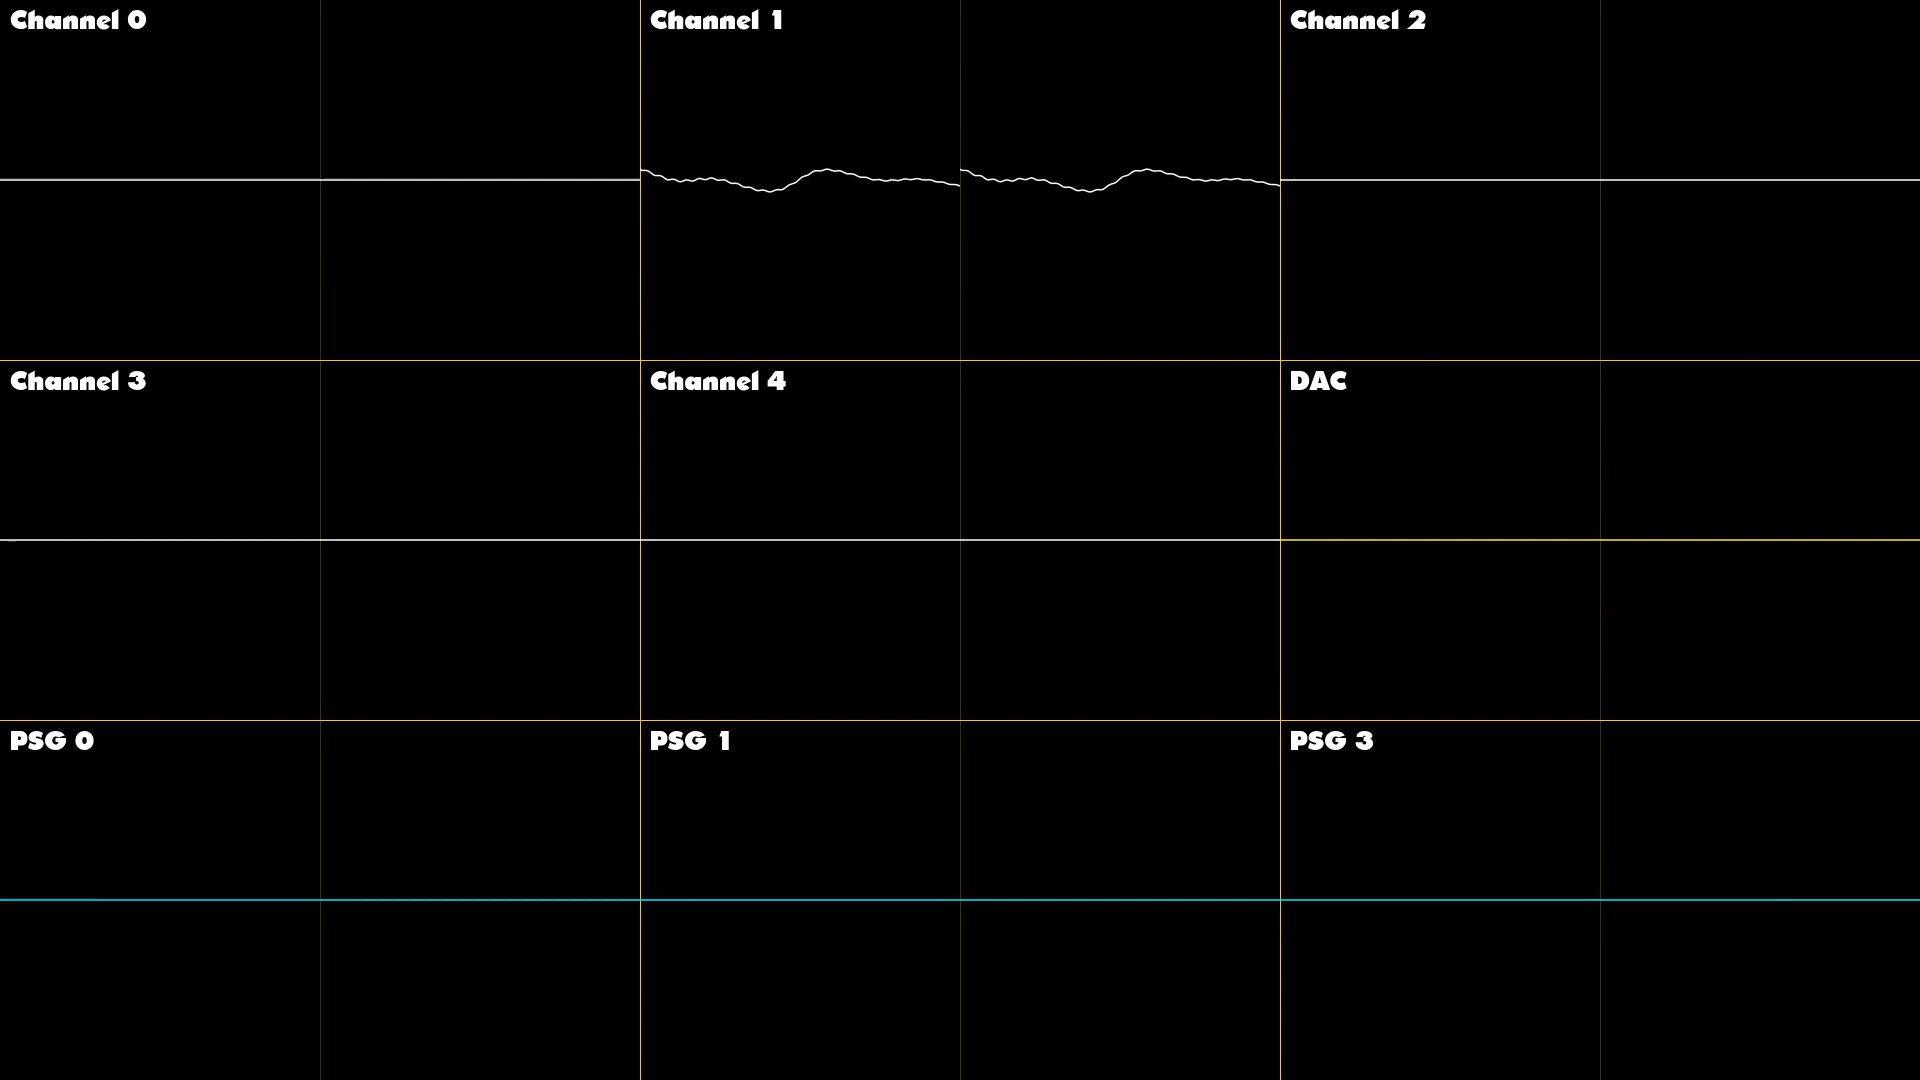 Channel 0
Channel 1
Channel 2
Channel 3
Channel 4
DAC
PSG 0
PSG 1
PSG 3